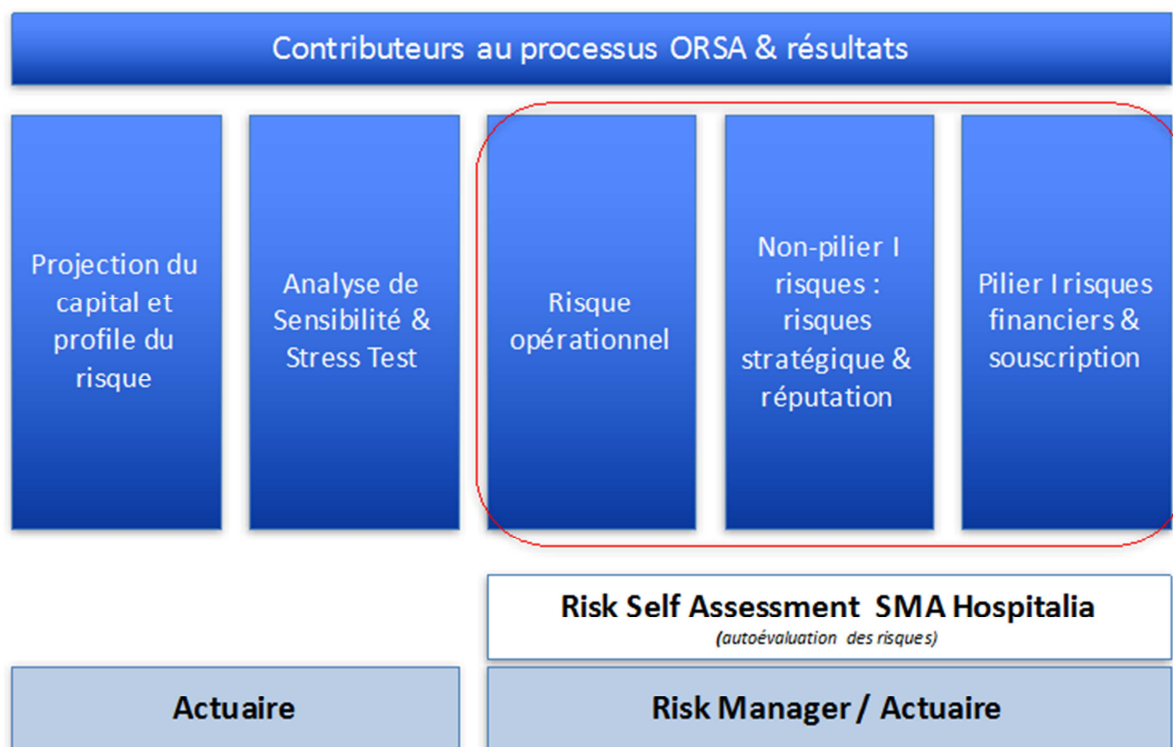 Contributeurs au processus ORSA & résultats
Projection du
capital et
profile du
risque
Analyse de
Sensibilité &
Stress Test
Risque
opérationnel
Non-pilier I
risques :
risques
stratégique &
réputation
Pilier I risques
financiers &
souscription
Risk Self Assessment SMA Hospitalia
(autoévaluation des risques)
Actuaire
Risk Manager / Actuaire